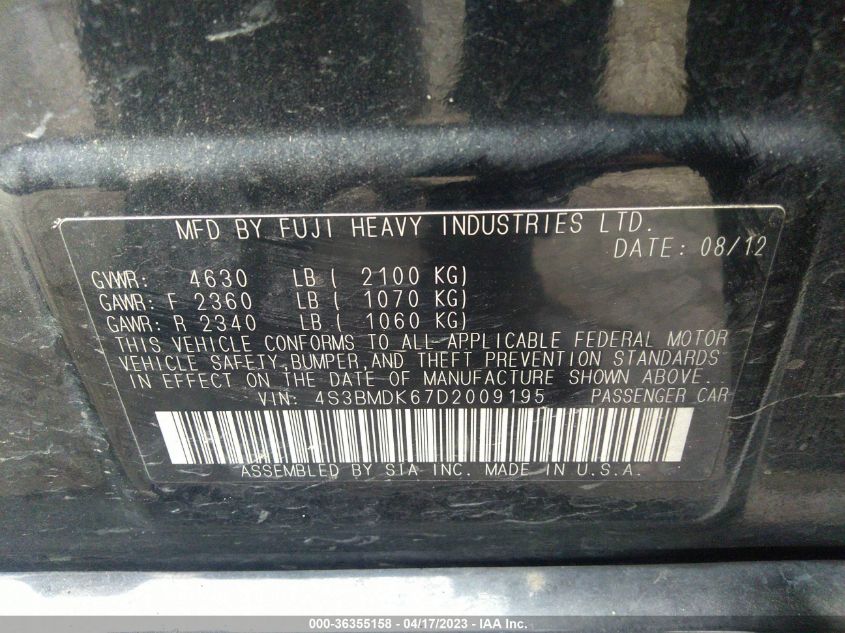 MFD BY FUJI HEAVY INDUSTRIES LTD.
DATE: 08/12
GVWR: 4630 LB ( 2100 KG)
GAWR: F 2360 LB ( 1070 KG)
GAWR: R 2340 LB ( 1060 KG)
THIS VEHICLE CONFORMS TO ALL-APPLICABLE FEDERAL MOTOR
VEHICLE SAFETY, BUMPER, AND THEFT PREVENTION STANDARDS
IN EFFECT ON THE DATE OF MANUFACTURE SHOWN ABOVE.
VIN: 4S3BMDK67D2009195 PASSENGER CAR
ASSEMBLED BY SIA INC. MADE IN U.S.A.
000-36355158 - 04/17/2023 - IAA Inc.